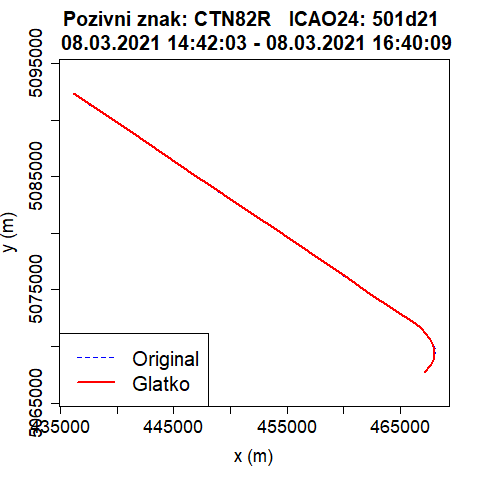 Pozivni znak: CTN82R ICAO24: 501d21
08.03.2021 14:42:03 - 08.03.2021 16:40:09
5095000
5085000
5075000
5065000
y (m)
Original
Glatko
435000 445000 455000 465000
x (m)